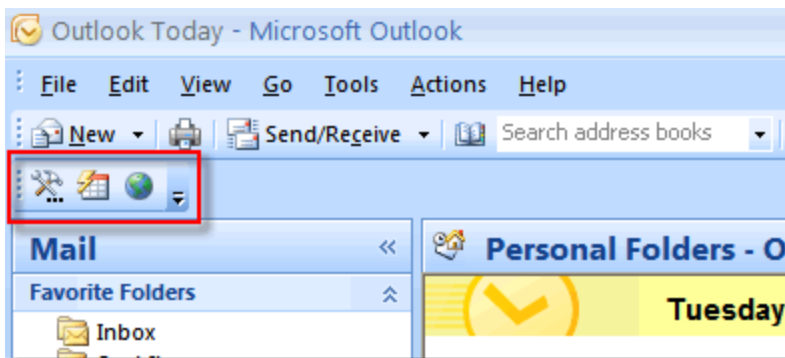 Outlook Today - Microsoft Outlook
File Edit View Go Tools Actions Help
New Send/Receive Search address books
Mail Personal Folders - O
Favorite Folders Tuesday
Inbox